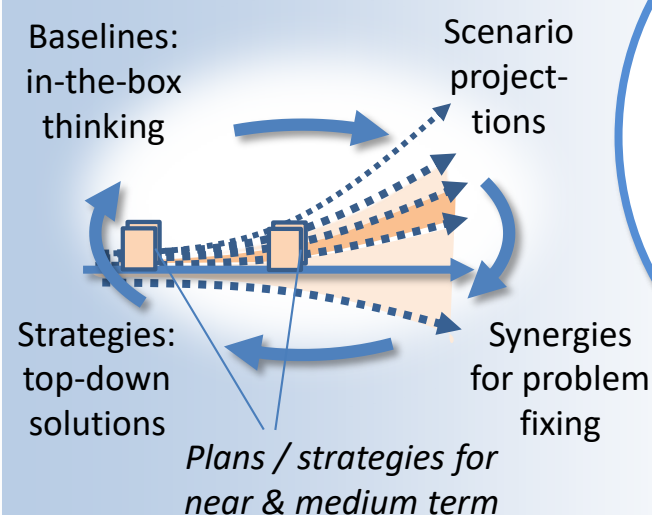 Baselines:
in-the-box
thinking
Scenario
project-
tions
Strategies:
top-down
solutions
Synergies
for problem
fixing
Plans / strategies for
near & medium term